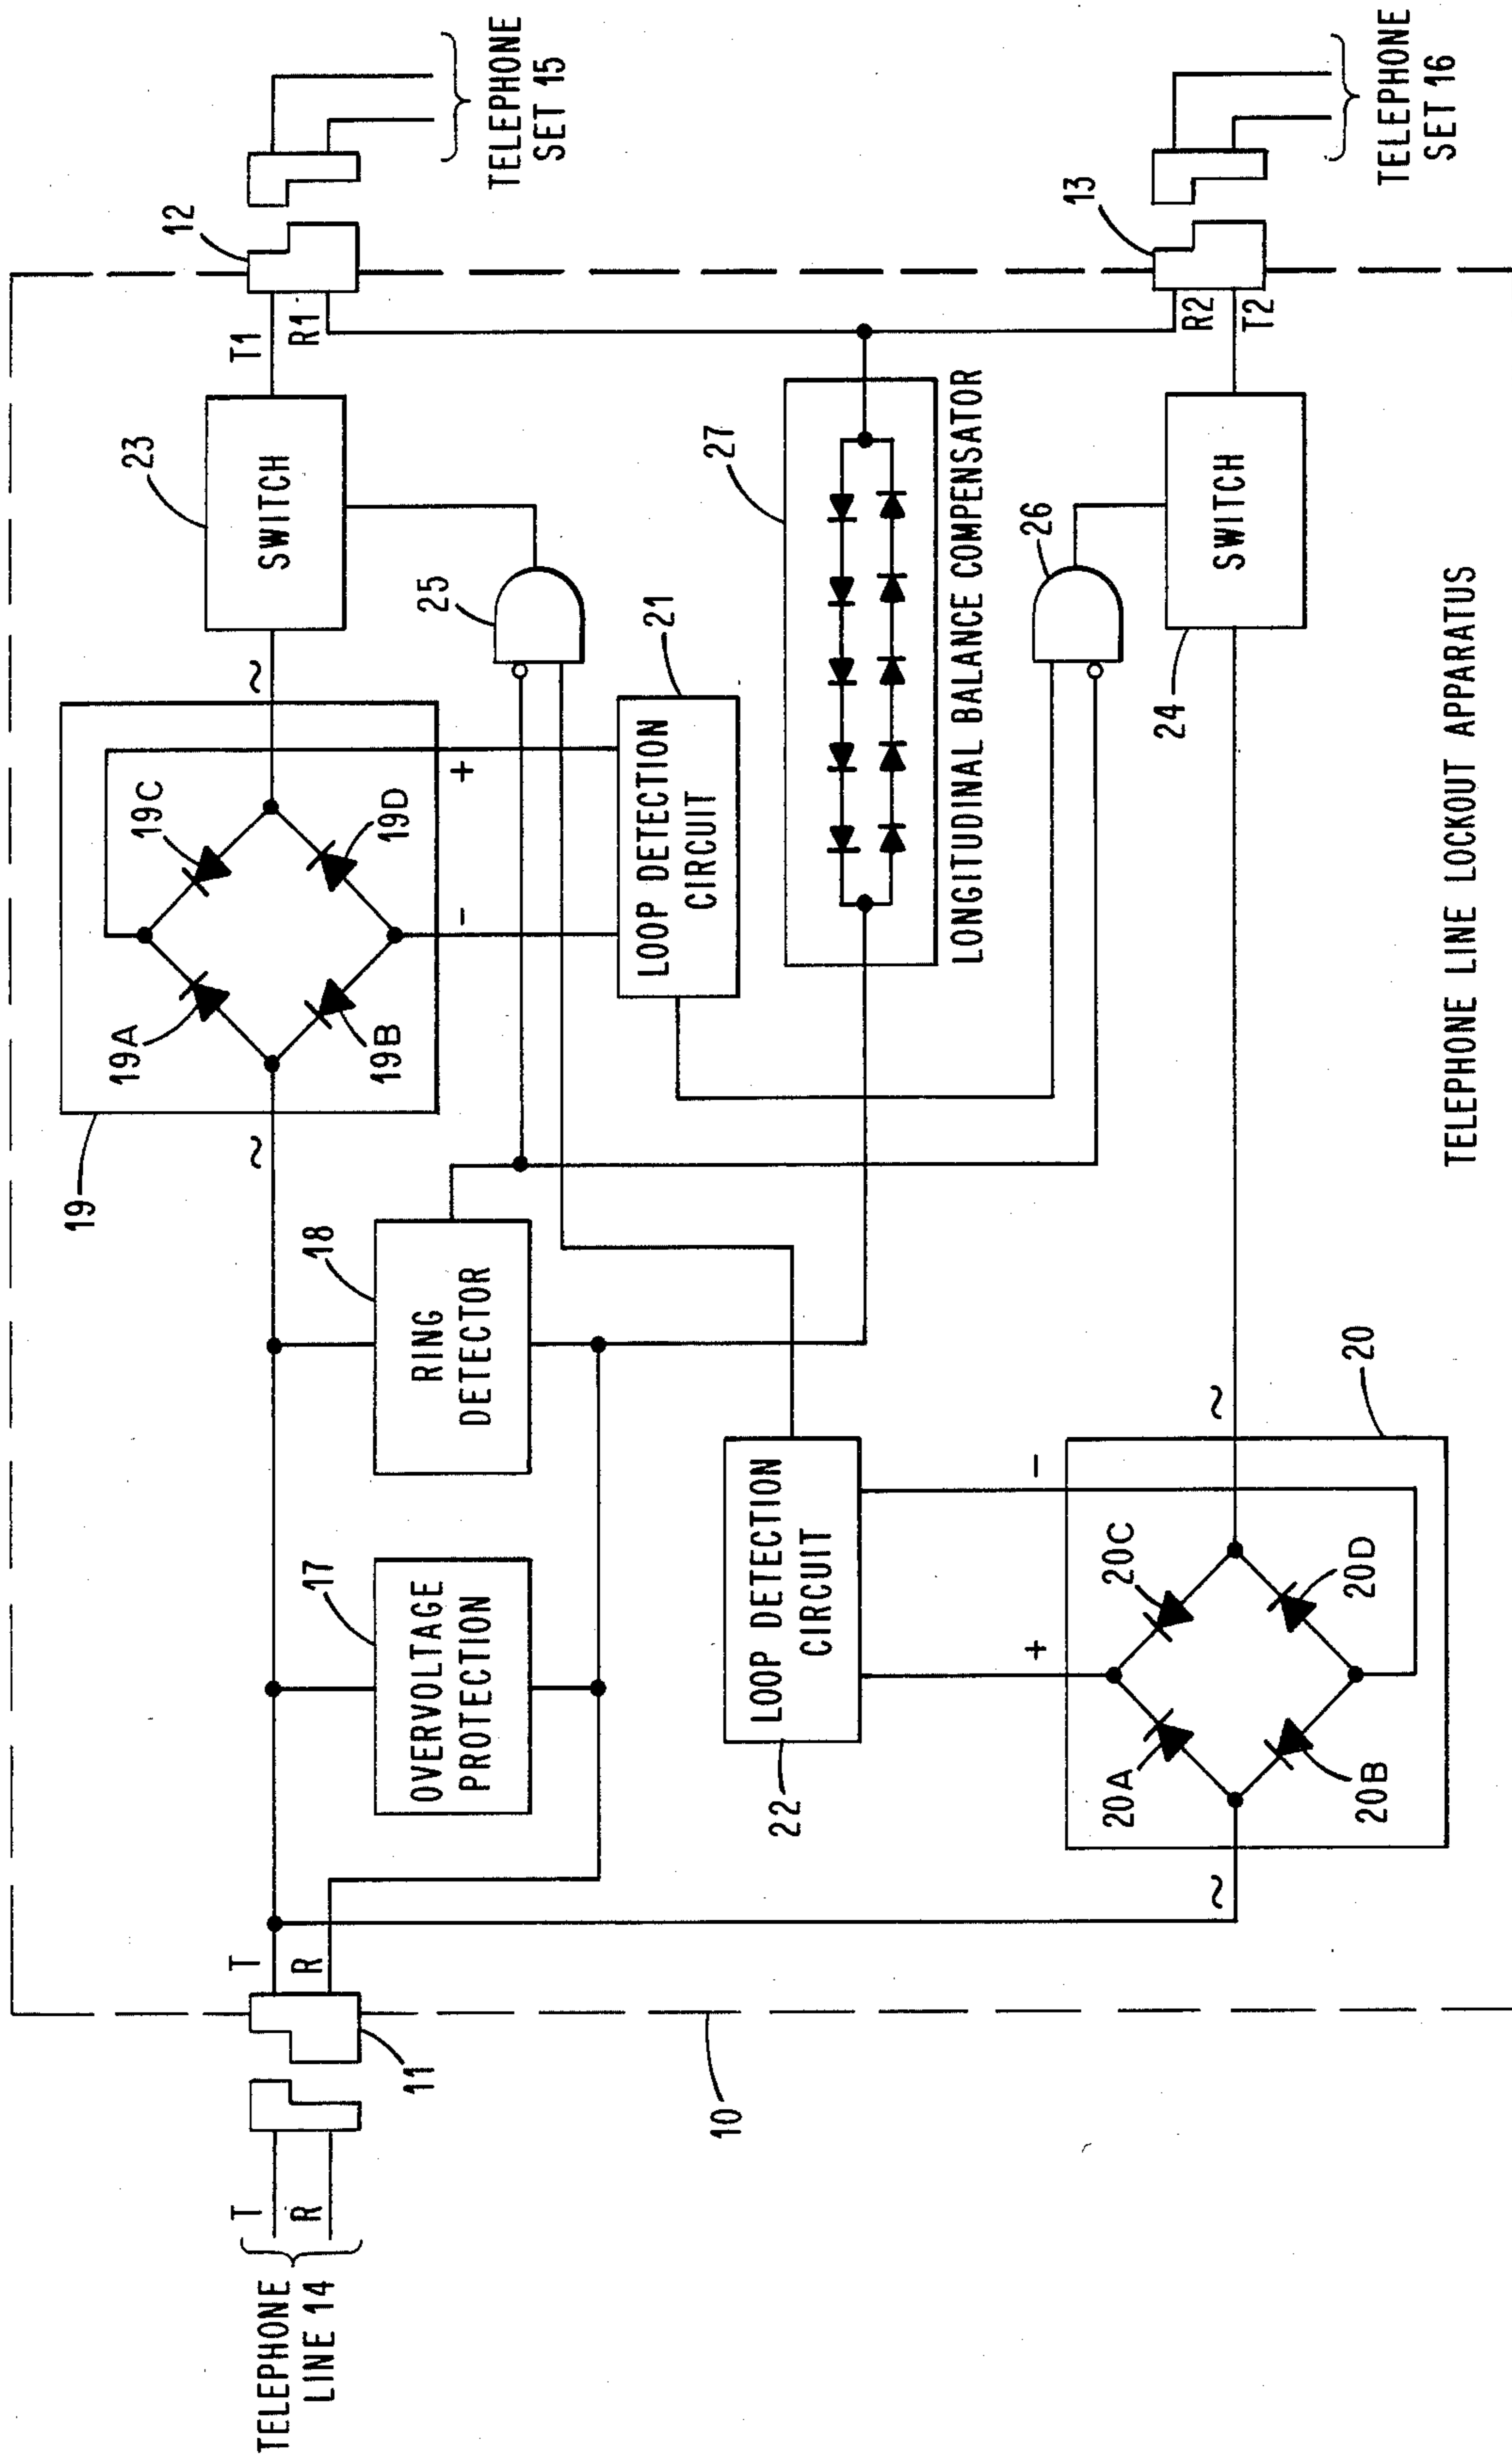 TELEPHONE
LINE 14
T
R
T
R
11
10
OVERVOLTAGE
PROTECTION
17
RING
DETECTOR
18
~
19
19A
19B
19C
19D
~
+
-
SWITCH
23
T1
R1
12
TELEPHONE
SET 15
25
LOOP DETECTION
CIRCUIT
21
LOOP DETECTION
CIRCUIT
22
27
LONGITUDINAL BALANCE COMPENSATOR
26
+
-
~
20A
20B
20C
20D
~
20
SWITCH
24
R2
T2
13
TELEPHONE
SET 16
TELEPHONE LINE LOCKOUT APPARATUS